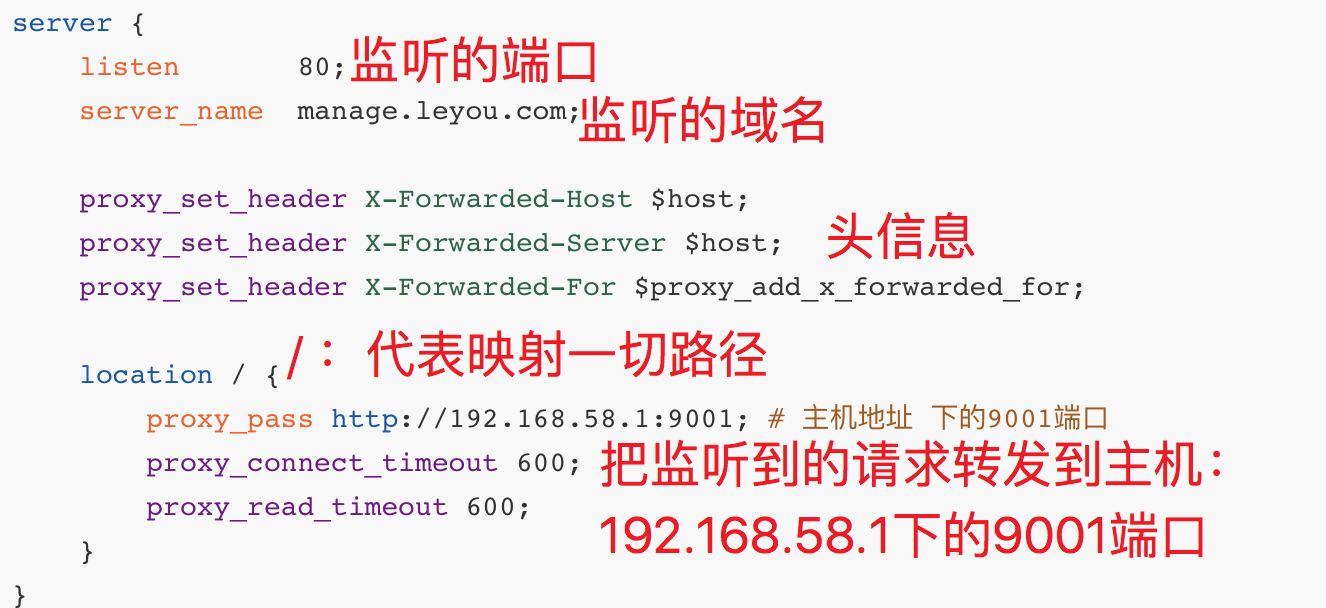 server {
listen 80;监听的端口
server_name manage.leyou.com;监听的域名
proxy_set_header X-Forwarded-Host $host;
proxy_set_header X-Forwarded-Server $host; 头信息
proxy_set_header X-Forwarded-For $proxy_add_x_forwarded_for;
location / { /：代表映射一切路径
proxy_pass http://192.168.58.1:9001; # 主机地址 下的9001端口
proxy_connect_timeout 600; 把监听到的请求转发到主机：
proxy_read_timeout 600;
192.168.58.1下的9001端口
}
}